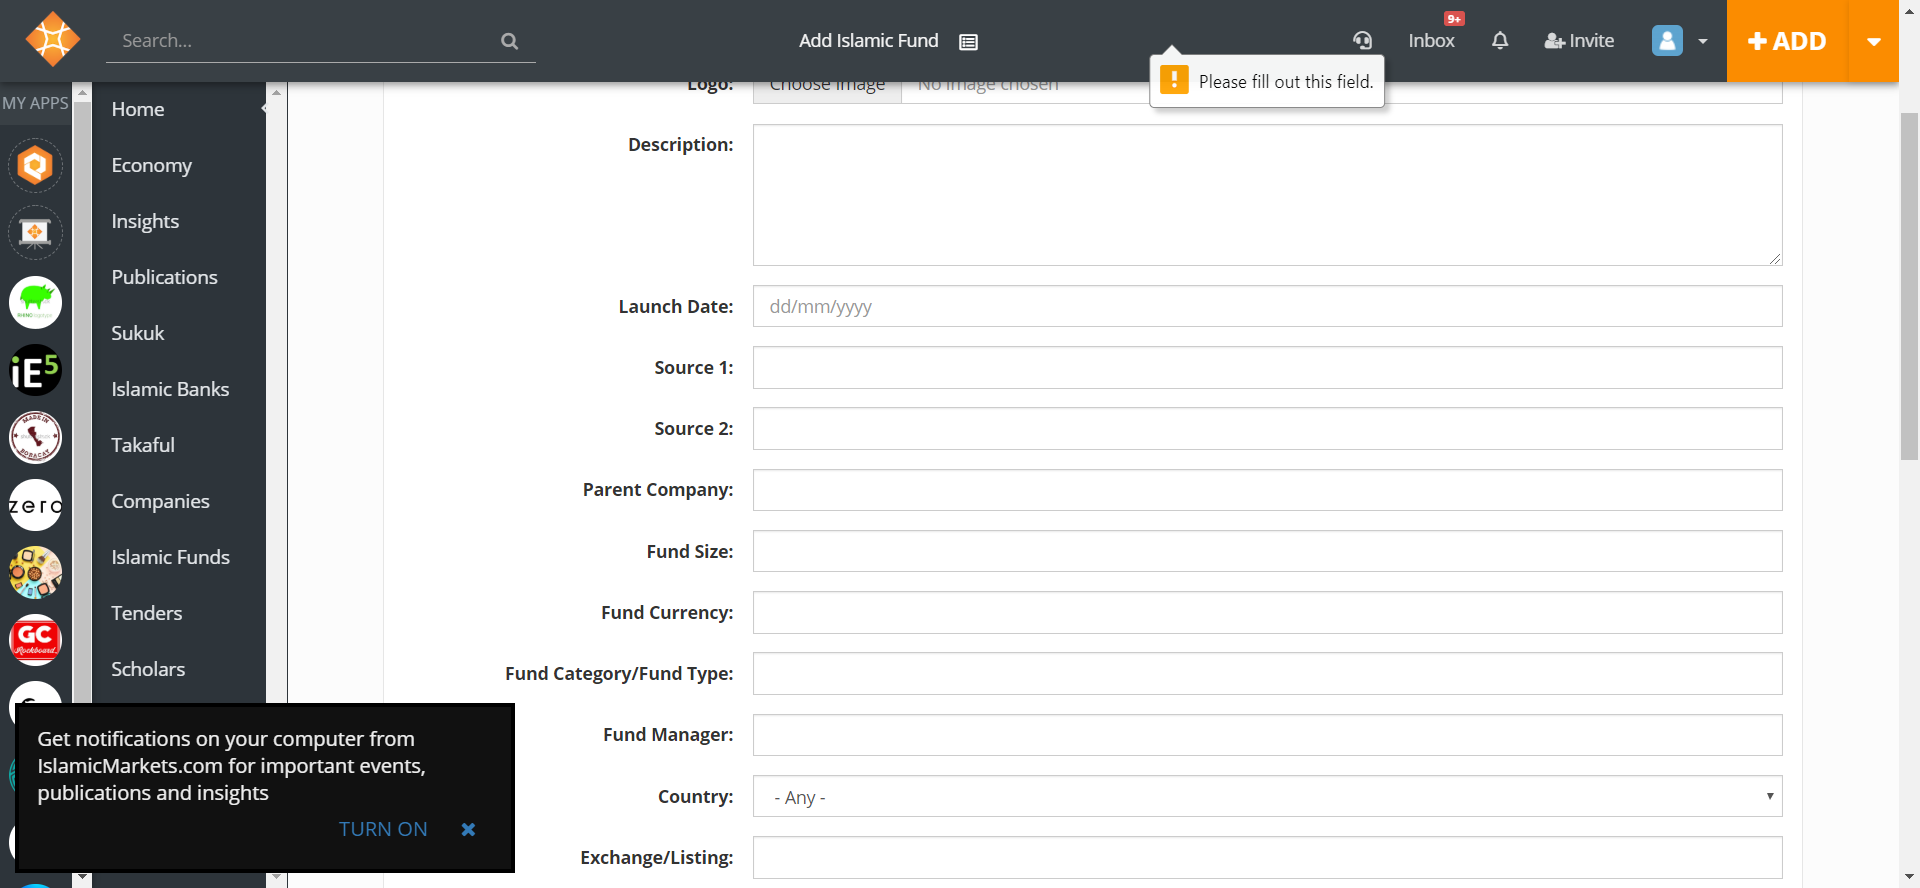 Search...
Add Islamic Fund
9+
Inbox
Invite
ADD
Please fill out this field.
MY APPS
Home
Economy
Insights
Publications
Sukuk
Islamic Banks
Takaful
Companies
Islamic Funds
Tenders
Scholars
iE5
MADE IN
BORACAY
zero
GC
Rockboard
Logo:
Choose Image
No image chosen
Description:
Launch Date:
dd/mm/yyyy
Source 1:
Source 2:
Parent Company:
Fund Size:
Fund Currency:
Fund Category/Fund Type:
Fund Manager:
Country:
- Any -
Exchange/Listing:
Get notifications on your computer from
IslamicMarkets.com for important events,
publications and insights
TURN ON